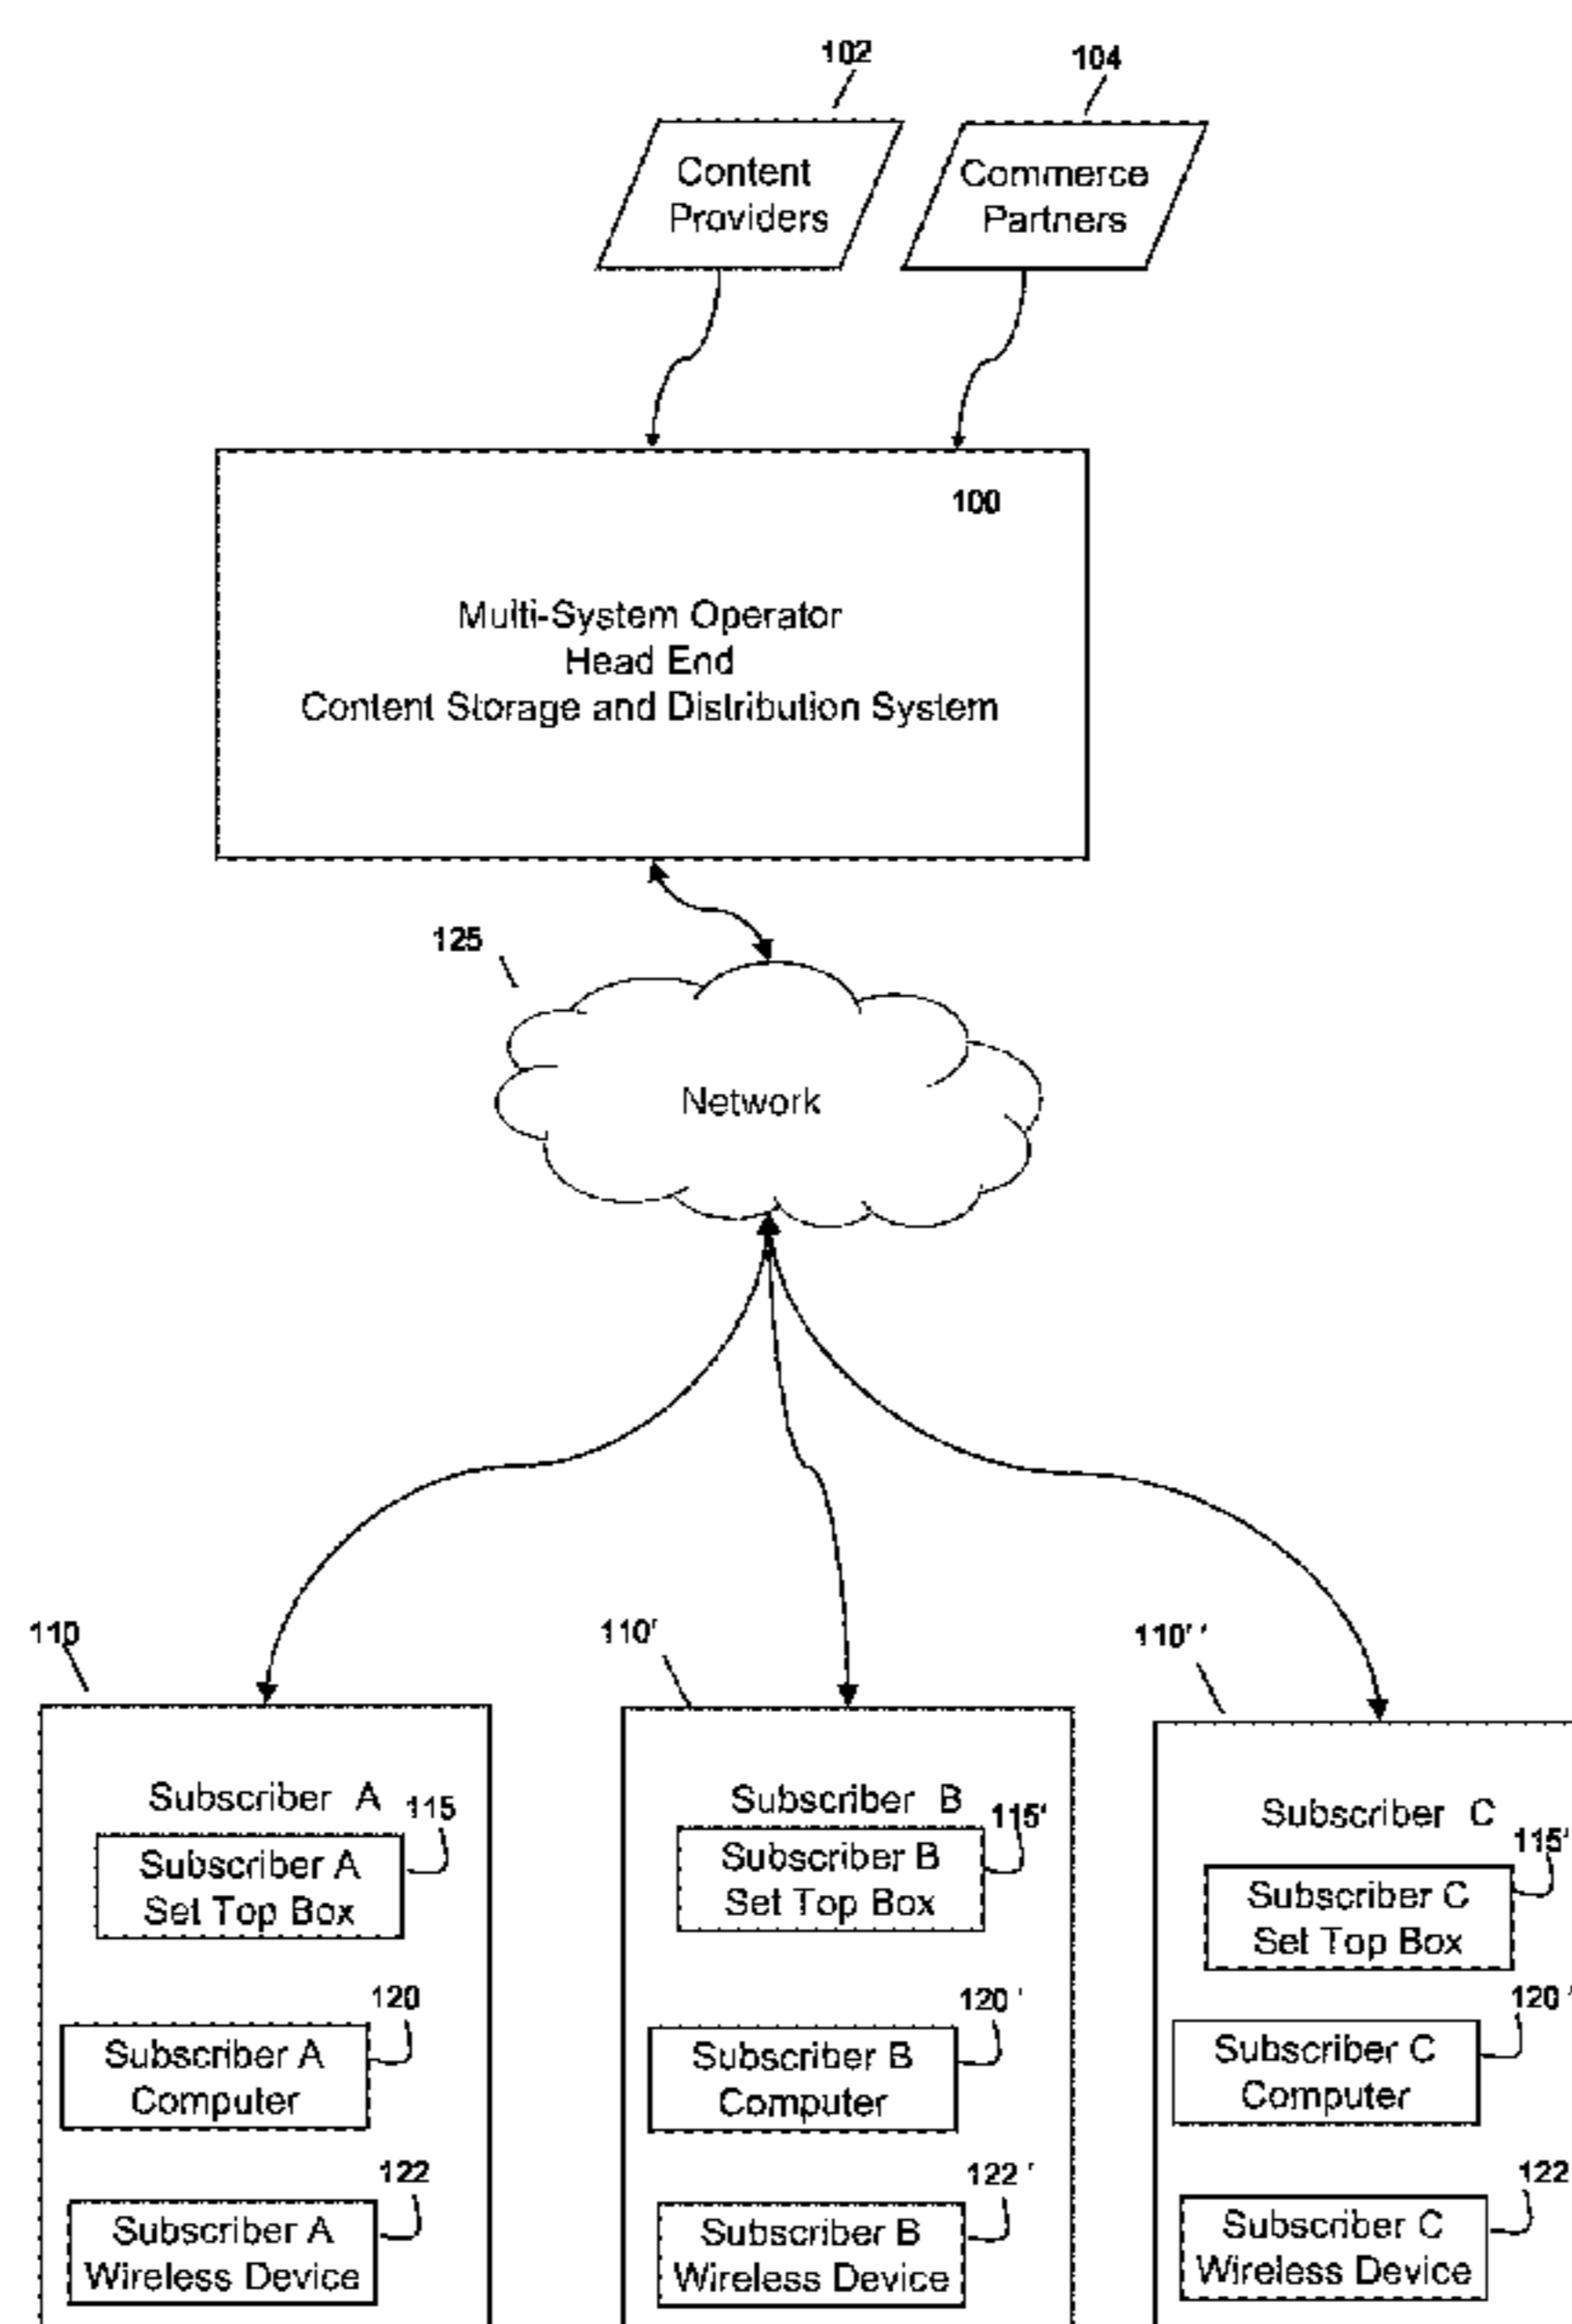 102
104
Content
Providers
Commerce
Partners
100
Multi-System Operator
Head End
Content Storage and Distribution System
125
Network
110
110'
110' '
Subscriber A
115
Subscriber A
Set Top Box
120
Subscriber A
Computer
122
Subscriber A
Wireless Device
Subscriber B
115'
Subscriber B
Set Top Box
120 '
Subscriber B
Computer
122 '
Subscriber B
Wireless Device
Subscriber C
115'
Subscriber C
Set Top Box
120 '
Subscriber C
Computer
122
Subscriber C
Wireless Device